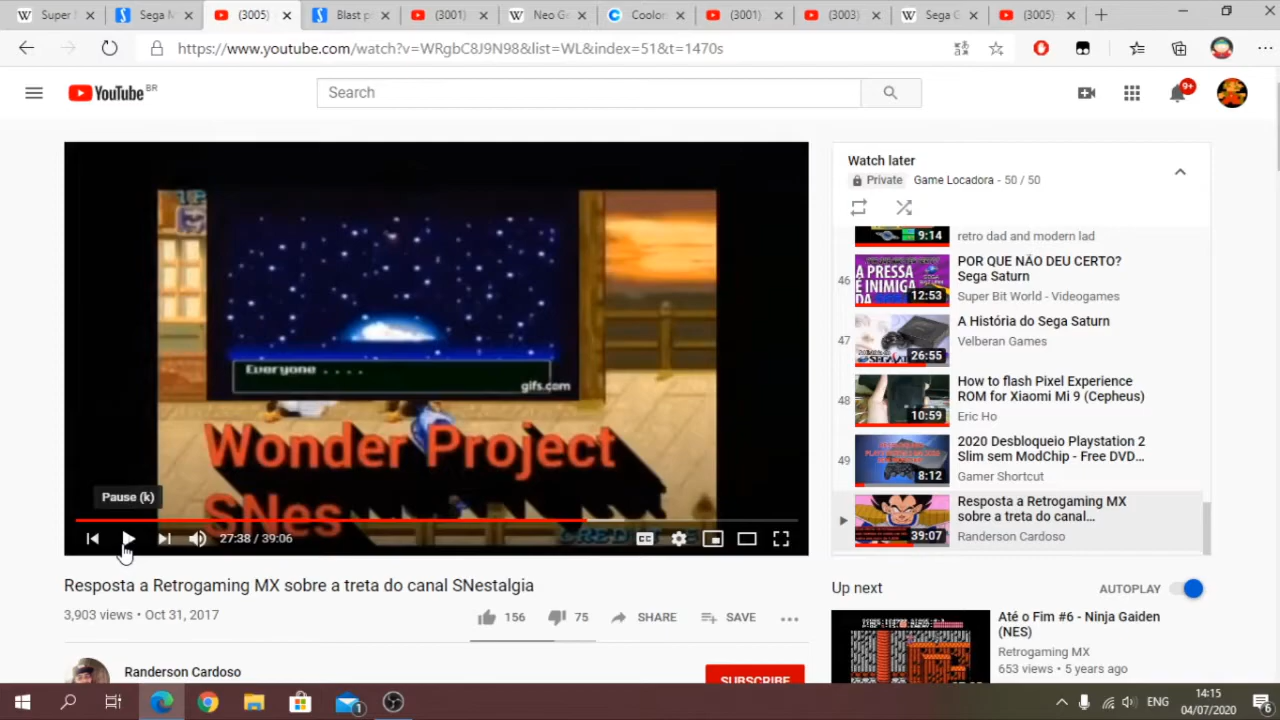 Super
Sega M
(3005)
Blast p
(3001)
Neo Ge
Coolor
(3001)
(3003)
Sega G
(3005)
https://www.youtube.com/watch?v=WRgbC8J9N98&list=WL&index=51&t=1470s
YouTube BR
Search
9+
Everyone ....
gifs.com
Wonder Project
SNes
Pause (k)
27:38 / 39:06
Resposta a Retrogaming MX sobre a treta do canal SNestalgia
3,903 views • Oct 31, 2017
156
75
SHARE
SAVE
Randerson Cardoso
SUBSCRIBE
Watch later
Private
Game Locadora - 50 / 50
9:14
retro dad and modern lad
46
A PRESSA
É INIMIGA
DA
12:53
POR QUE NÃO DEU CERTO?
Sega Saturn
Super Bit World - Videogames
47
26:55
A História do Sega Saturn
Velberan Games
48
10:59
How to flash Pixel Experience
ROM for Xiaomi Mi 9 (Cepheus)
Eric Ho
49
8:12
2020 Desbloqueio Playstation 2
Slim sem ModChip - Free DVD...
Gamer Shortcut
39:07
Resposta a Retrogaming MX
sobre a treta do canal...
Randerson Cardoso
Up next
AUTOPLAY
Até o Fim #6 - Ninja Gaiden
(NES)
Retrogaming MX
653 views • 5 years ago
1
ENG
14:15
04/07/2020
6